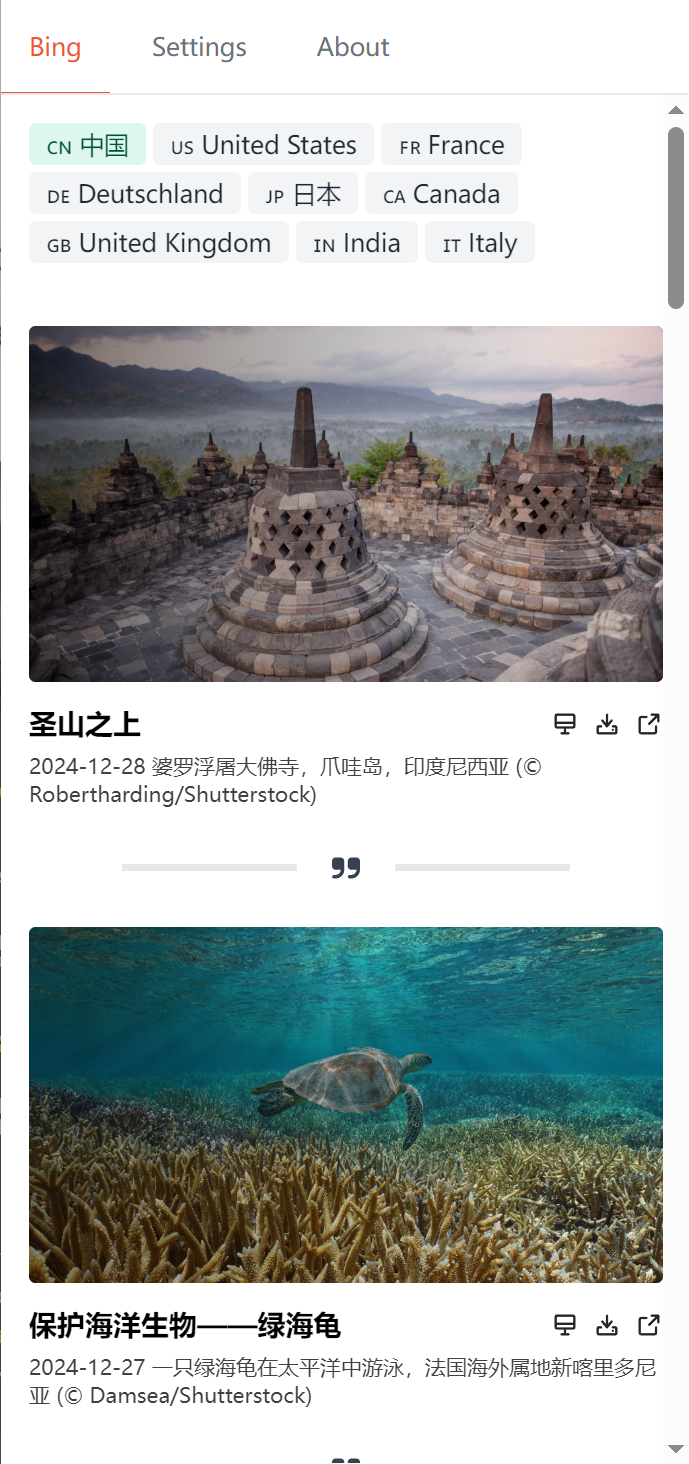 Bing Settings About
CN 中国 US United States FR France
DE Deutschland JP 日本 CA Canada
GB United Kingdom IN India IT Italy
圣山之上
2024-12-28 婆罗浮屠大佛寺，爪哇岛，印度尼西亚 (©
Robertharding/Shutterstock)
保护海洋生物——绿海龟
2024-12-27 一只绿海龟在太平洋中游泳，法国海外属地新喀里多尼
亚 (© Damsea/Shutterstock)